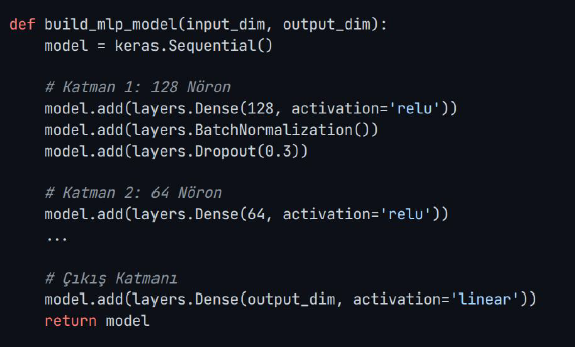 def build_mlp_model(input_dim, output_dim):
    model = keras.Sequential()

    # Katman 1: 128 Nöron
    model.add(layers.Dense(128, activation='relu'))
    model.add(layers.BatchNormalization())
    model.add(layers.Dropout(0.3))

    # Katman 2: 64 Nöron
    model.add(layers.Dense(64, activation='relu'))
    ...

    # Çıkış Katmanı
    model.add(layers.Dense(output_dim, activation='linear'))
    return model